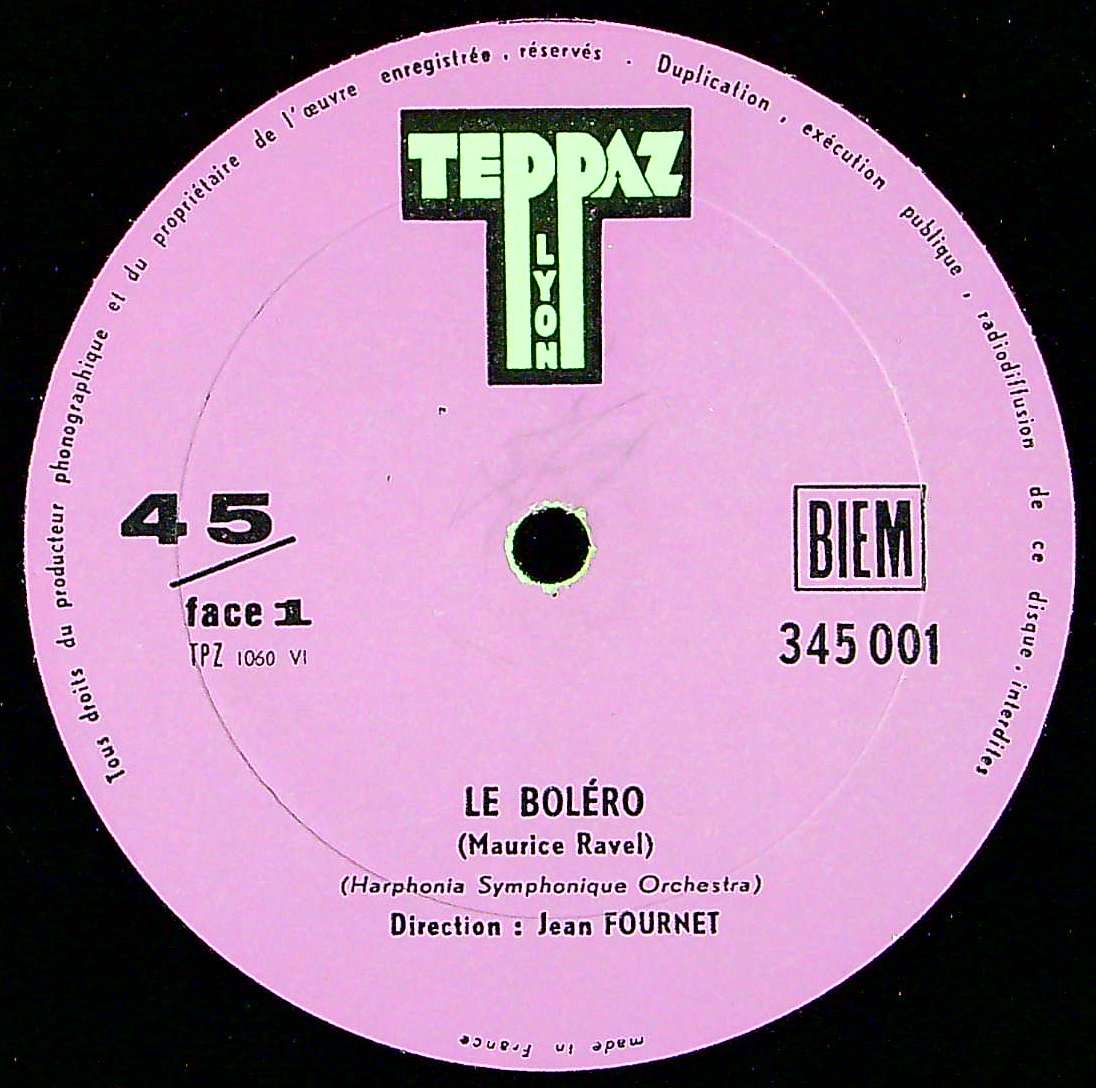 Tous droits du producteur phonographique et du propriétaire de l'œuvre enregistrée, réservés. Duplication, exécution publique, radiodiffusion de ce disque, interdites
TEPPAZ
LYON
45
face 1
TPZ 1060 VI
BIEM
345 001
LE BOLÉRO
(Maurice Ravel)
(Harphonia Symphonique Orchestra)
Direction : Jean FOURNET
made in France